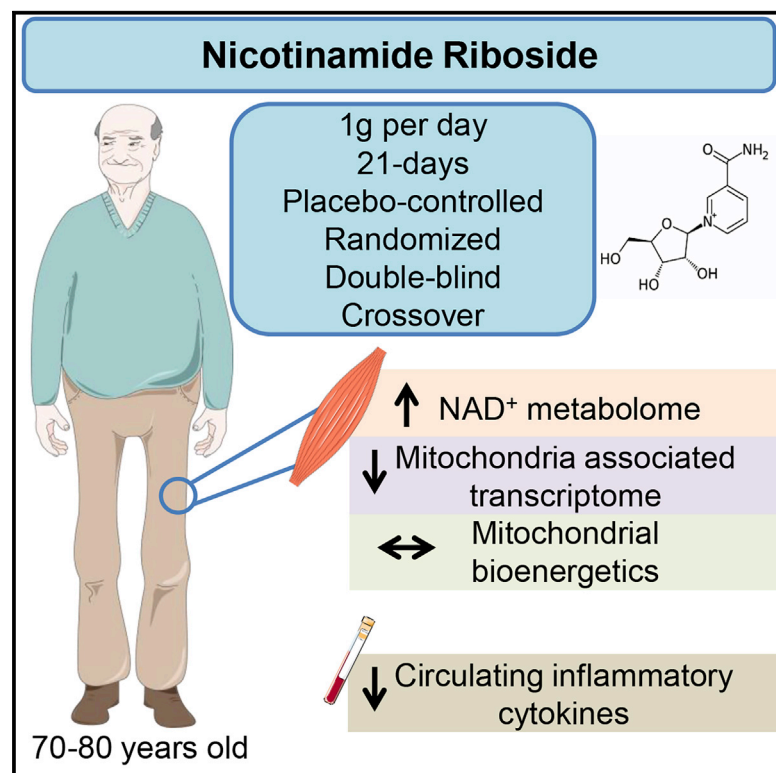 Nicotinamide Riboside
1g per day
21-days
Placebo-controlled
Randomized
Double-blind
Crossover
O
NH₂
N⁺
O
HO
HO
OH
NAD⁺ metabolome
Mitochondria associated
transcriptome
Mitochondrial
bioenergetics
Circulating inflammatory
cytokines
70-80 years old